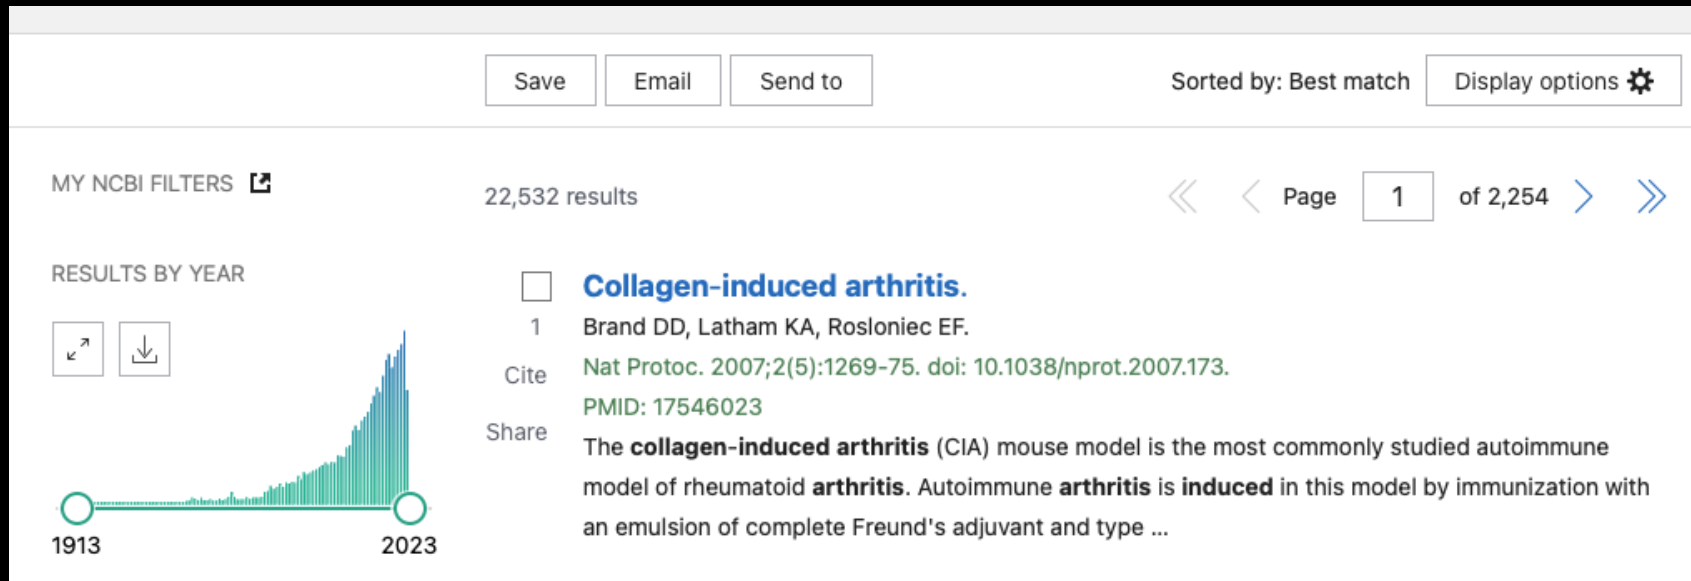 Save Email Send to Sorted by: Best match Display options
MY NCBI FILTERS
22,532 results Page 1 of 2,254
RESULTS BY YEAR
1913 2023
Collagen-induced arthritis.
1 Brand DD, Latham KA, Rosloniec EF.
Cite Nat Protoc. 2007;2(5):1269-75. doi: 10.1038/nprot.2007.173.
PMID: 17546023
Share
The collagen-induced arthritis (CIA) mouse model is the most commonly studied autoimmune
model of rheumatoid arthritis. Autoimmune arthritis is induced in this model by immunization with
an emulsion of complete Freund's adjuvant and type ...